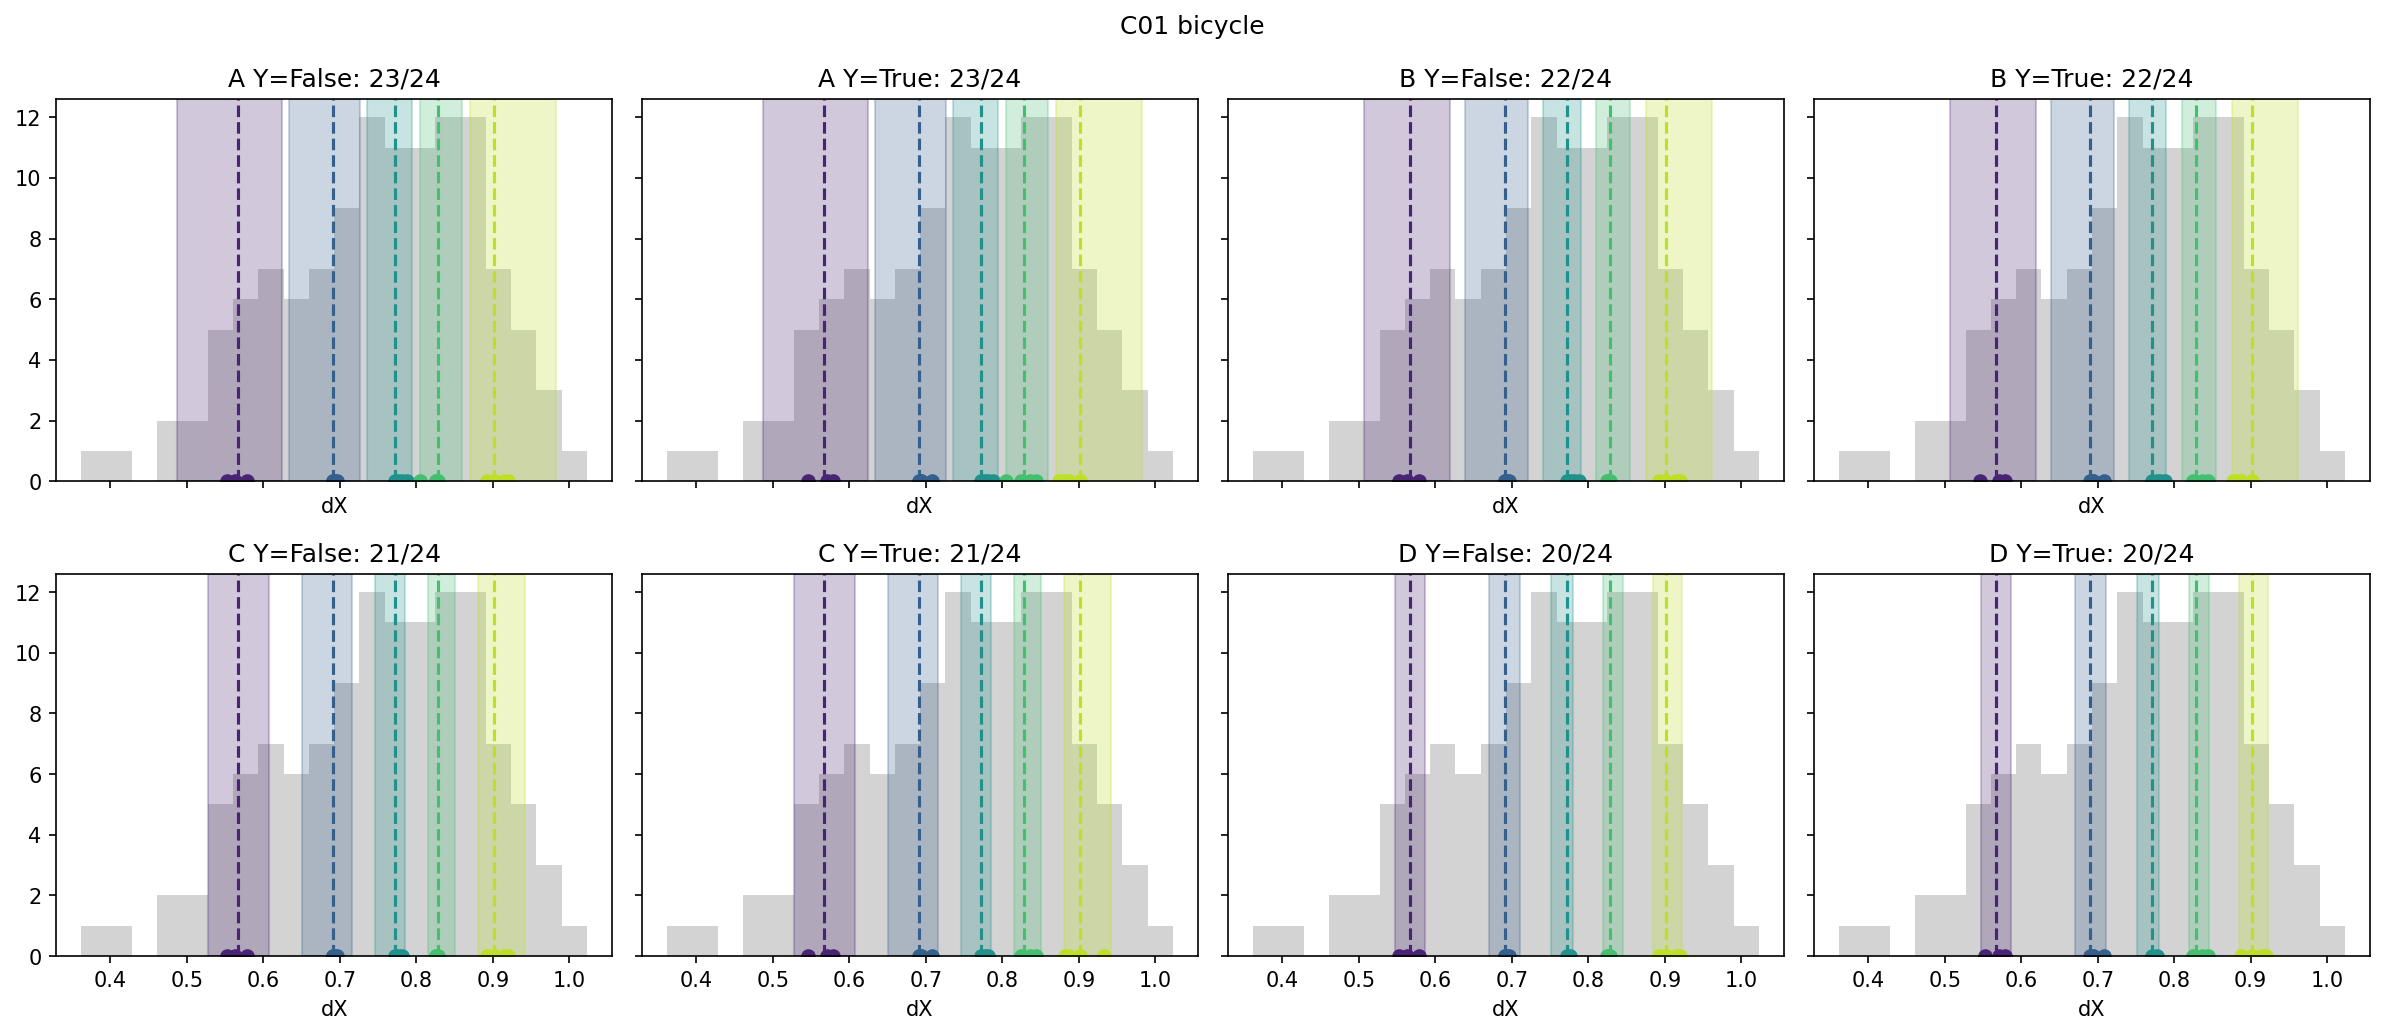 C01 bicycle
A Y=False: 23/24
A Y=True: 23/24
B Y=False: 22/24
B Y=True: 22/24
12
10
8
6
4
2
0
dX
dX
dX
dX
C Y=False: 21/24
C Y=True: 21/24
D Y=False: 20/24
D Y=True: 20/24
12
10
8
6
4
2
0
0.4 0.5 0.6 0.7 0.8 0.9 1.0
0.4 0.5 0.6 0.7 0.8 0.9 1.0
0.4 0.5 0.6 0.7 0.8 0.9 1.0
0.4 0.5 0.6 0.7 0.8 0.9 1.0
dX
dX
dX
dX